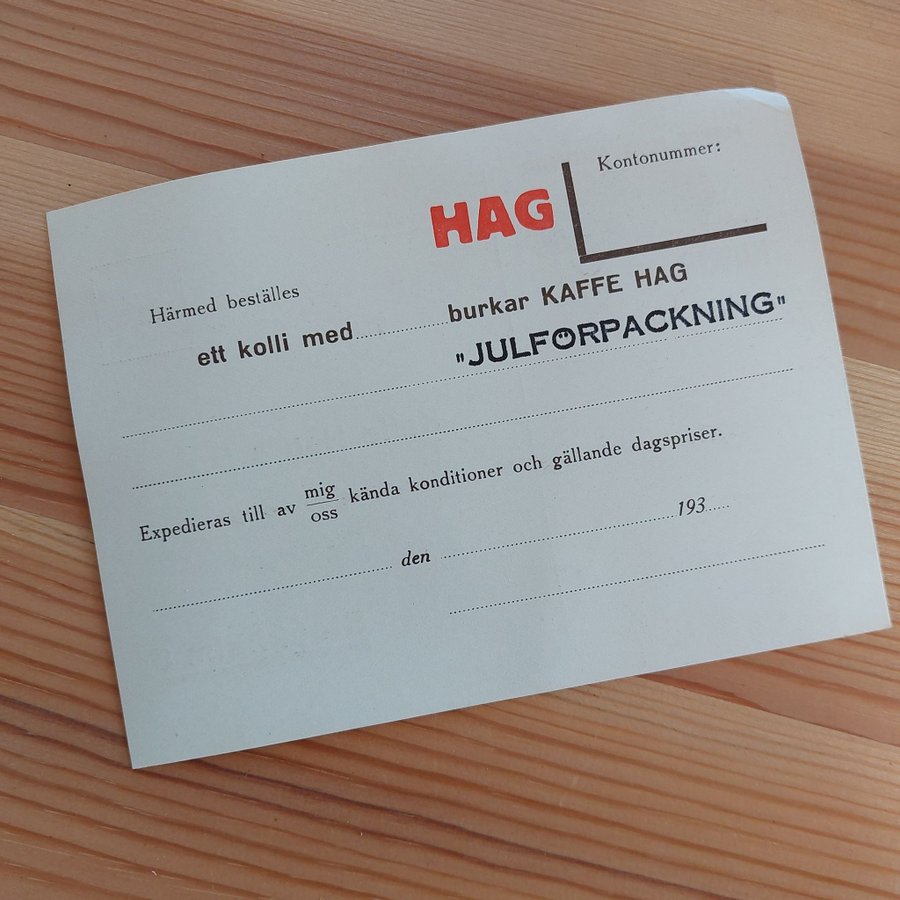 Kontonummer:
HAG
Härmed beställes
ett kolli med burkar KAFFE HAG
"JULFÖRPACKNING"
Expedieras till av mig/oss kända konditioner och gällande dagspriser.
den 193